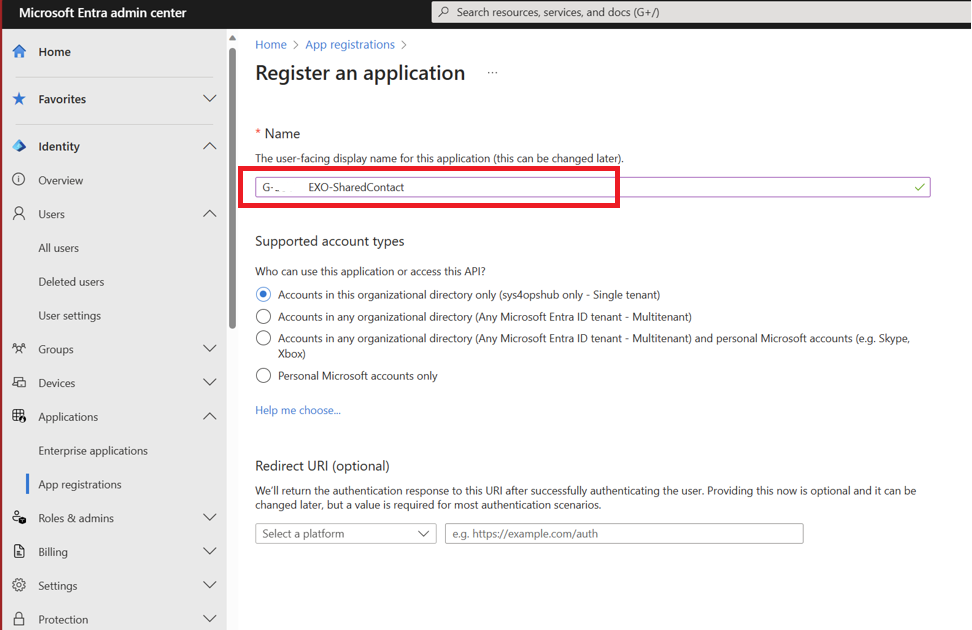 Microsoft Entra admin center
Search resources, services, and docs (G+/)
Home
Favorites
Identity
Overview
Users
All users
Deleted users
User settings
Groups
Devices
Applications
Enterprise applications
App registrations
Roles & admins
Billing
Settings
Protection
Home > App registrations >
Register an application ...
* Name
The user-facing display name for this application (this can be changed later).
EXO-SharedContact
Supported account types
Who can use this application or access this API?
Accounts in this organizational directory only (sys4opshub only - Single tenant)
Accounts in any organizational directory (Any Microsoft Entra ID tenant - Multitenant)
Accounts in any organizational directory (Any Microsoft Entra ID tenant - Multitenant) and personal Microsoft accounts (e.g. Skype,
Xbox)
Personal Microsoft accounts only
Help me choose...
Redirect URI (optional)
We'll return the authentication response to this URI after successfully authenticating the user. Providing this now is optional and it can be
changed later, but a value is required for most authentication scenarios.
Select a platform
e.g. https://example.com/auth